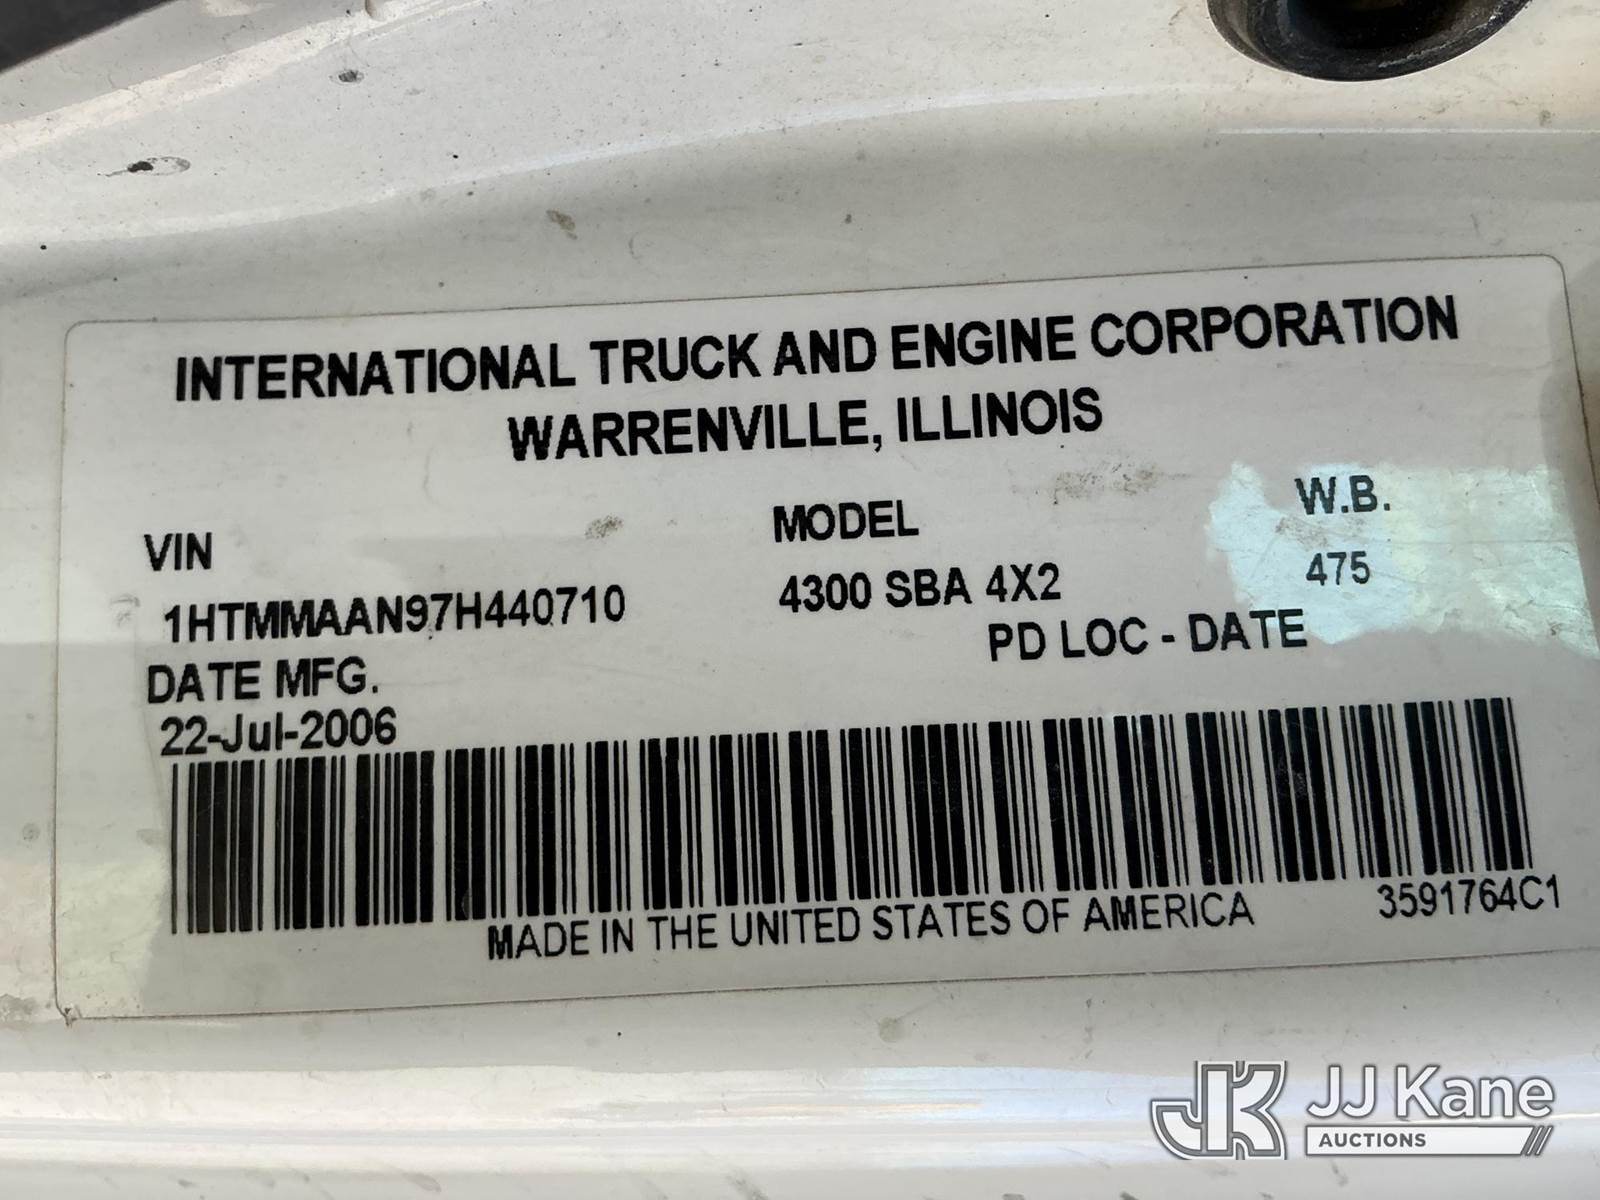 INTERNATIONAL TRUCK AND ENGINE CORPORATION
WARRENVILLE, ILLINOIS
VIN MODEL W.B.
1HTMMAAN97H440710 4300 SBA 4X2 475
DATE MFG. PD LOC - DATE
22-Jul-2006
MADE IN THE UNITED STATES OF AMERICA 3591764C1
JK JJ Kane
AUCTIONS